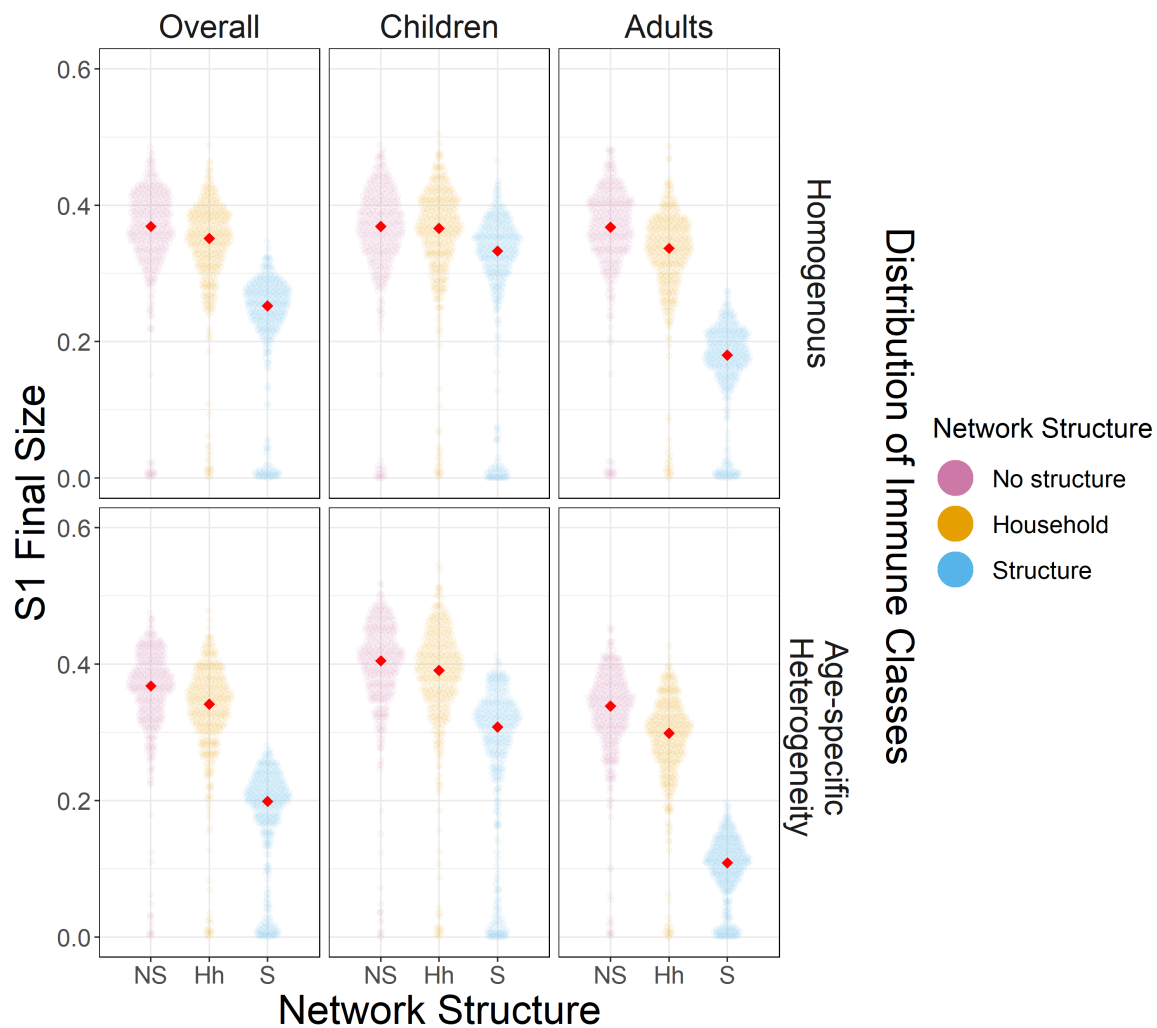 Overall
Children
Adults
S1 Final Size
0.6
0.4
0.2
0.0
0.6
0.4
0.2
0.0
NS
Hh
S
NS
Hh
S
NS
Hh
S
Network Structure
Homogenous
Age-specific
Heterogeneity
Distribution of Immune Classes
Network Structure
No structure
Household
Structure